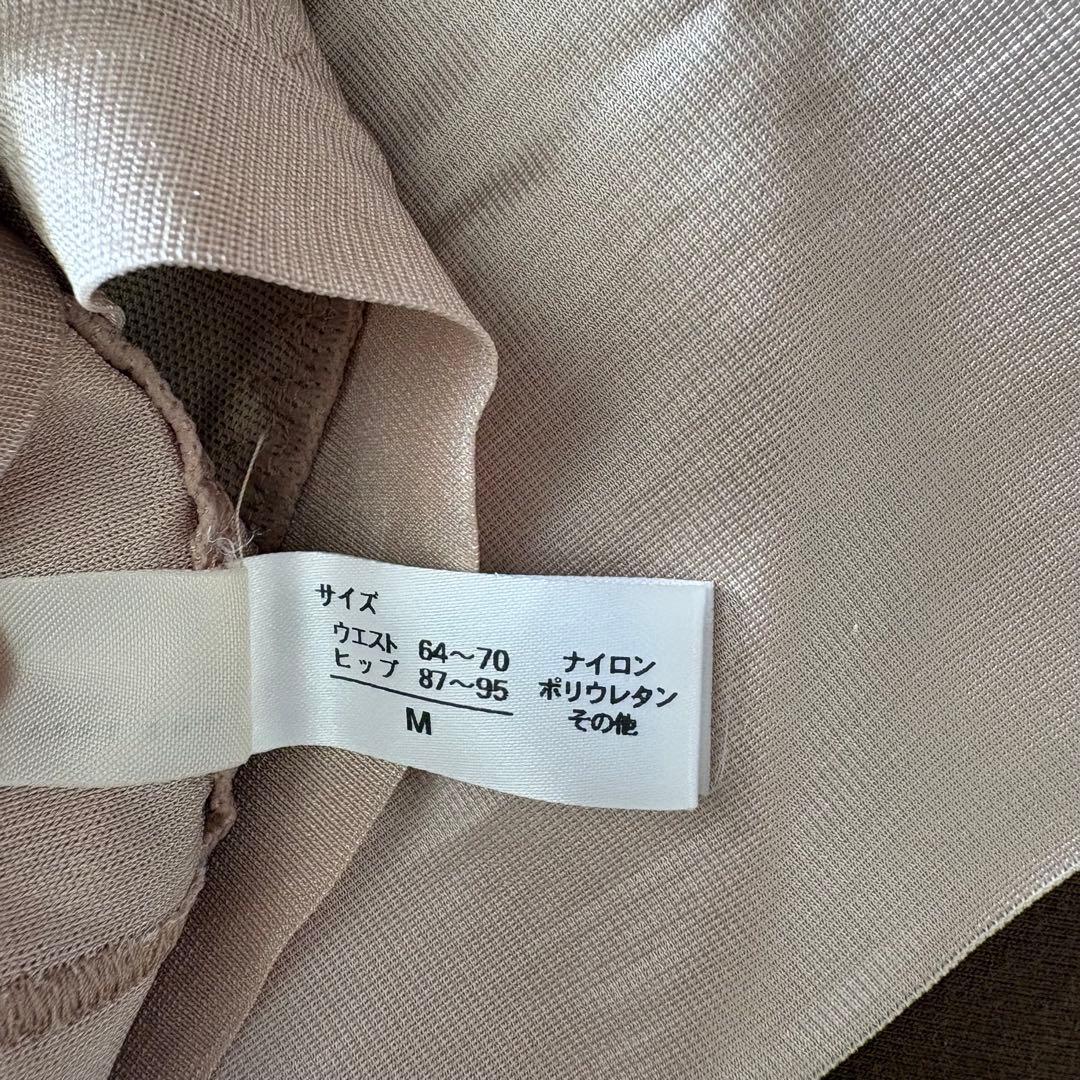 サイズ
ウエスト 64～70
ヒップ 87～95
M
ナイロン
ポリウレタン
その他